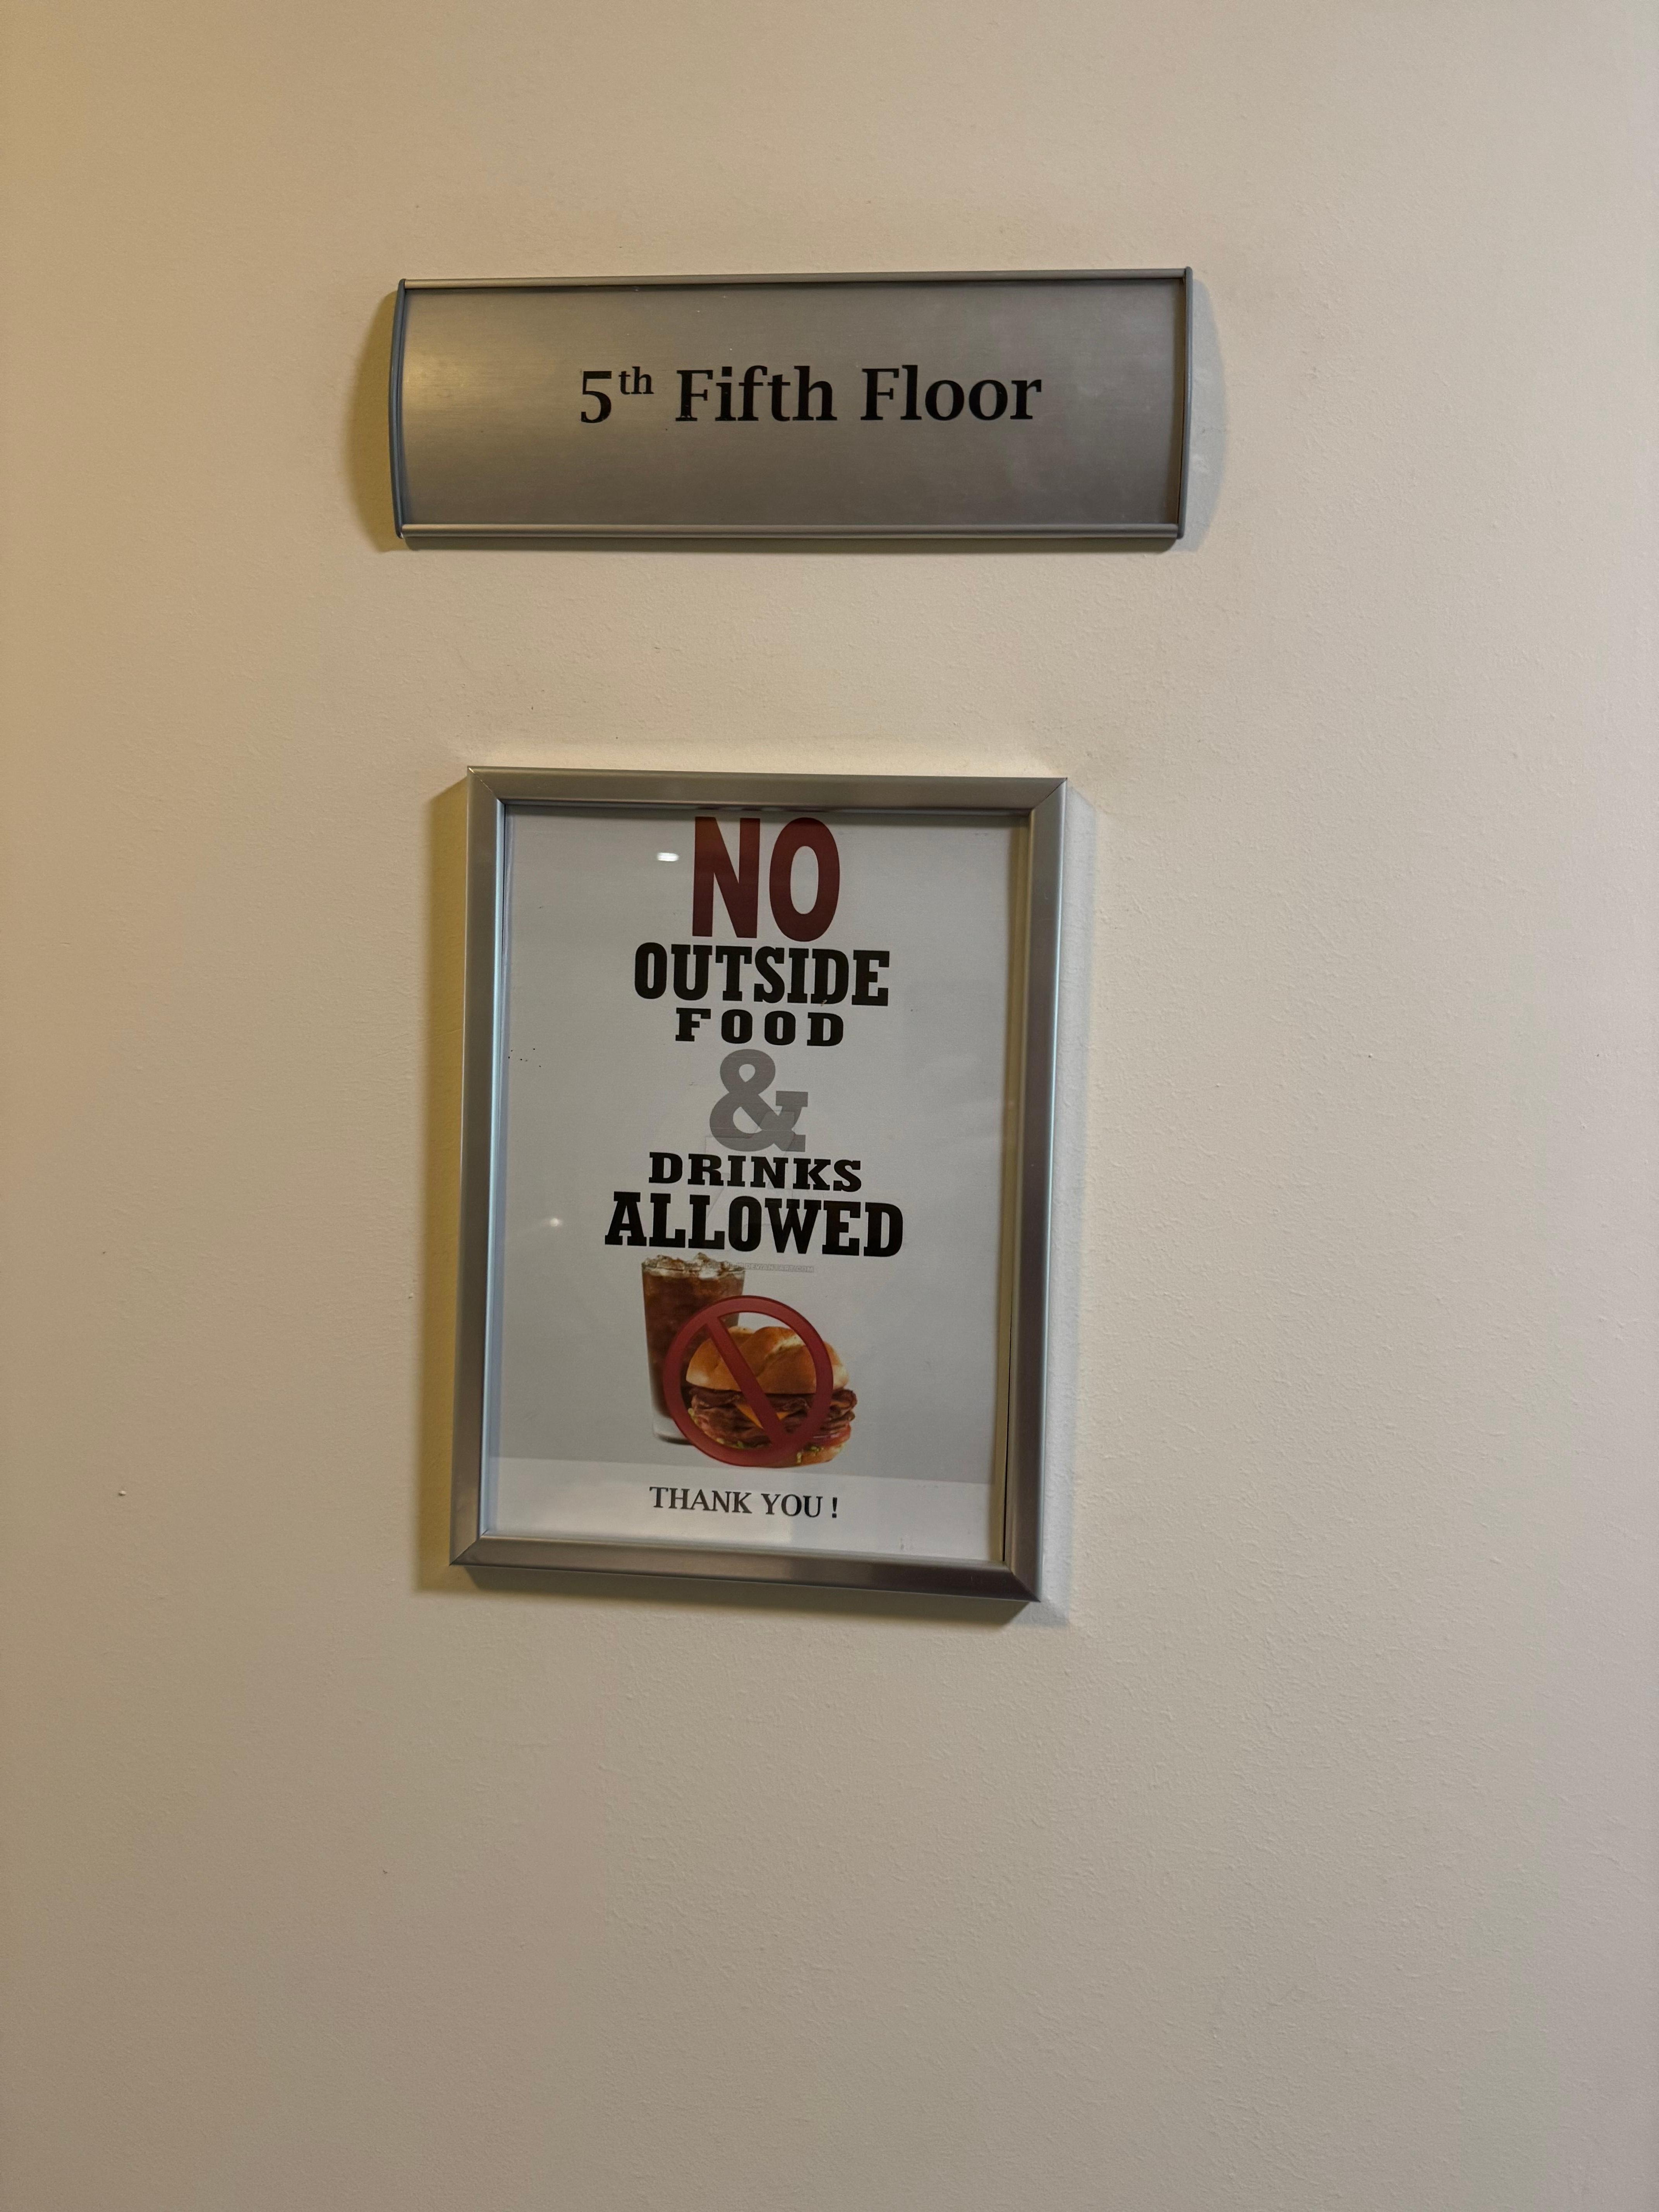 5th Fifth Floor
NO
OUTSIDE
FOOD
&
DRINKS
ALLOWED
THANK YOU !